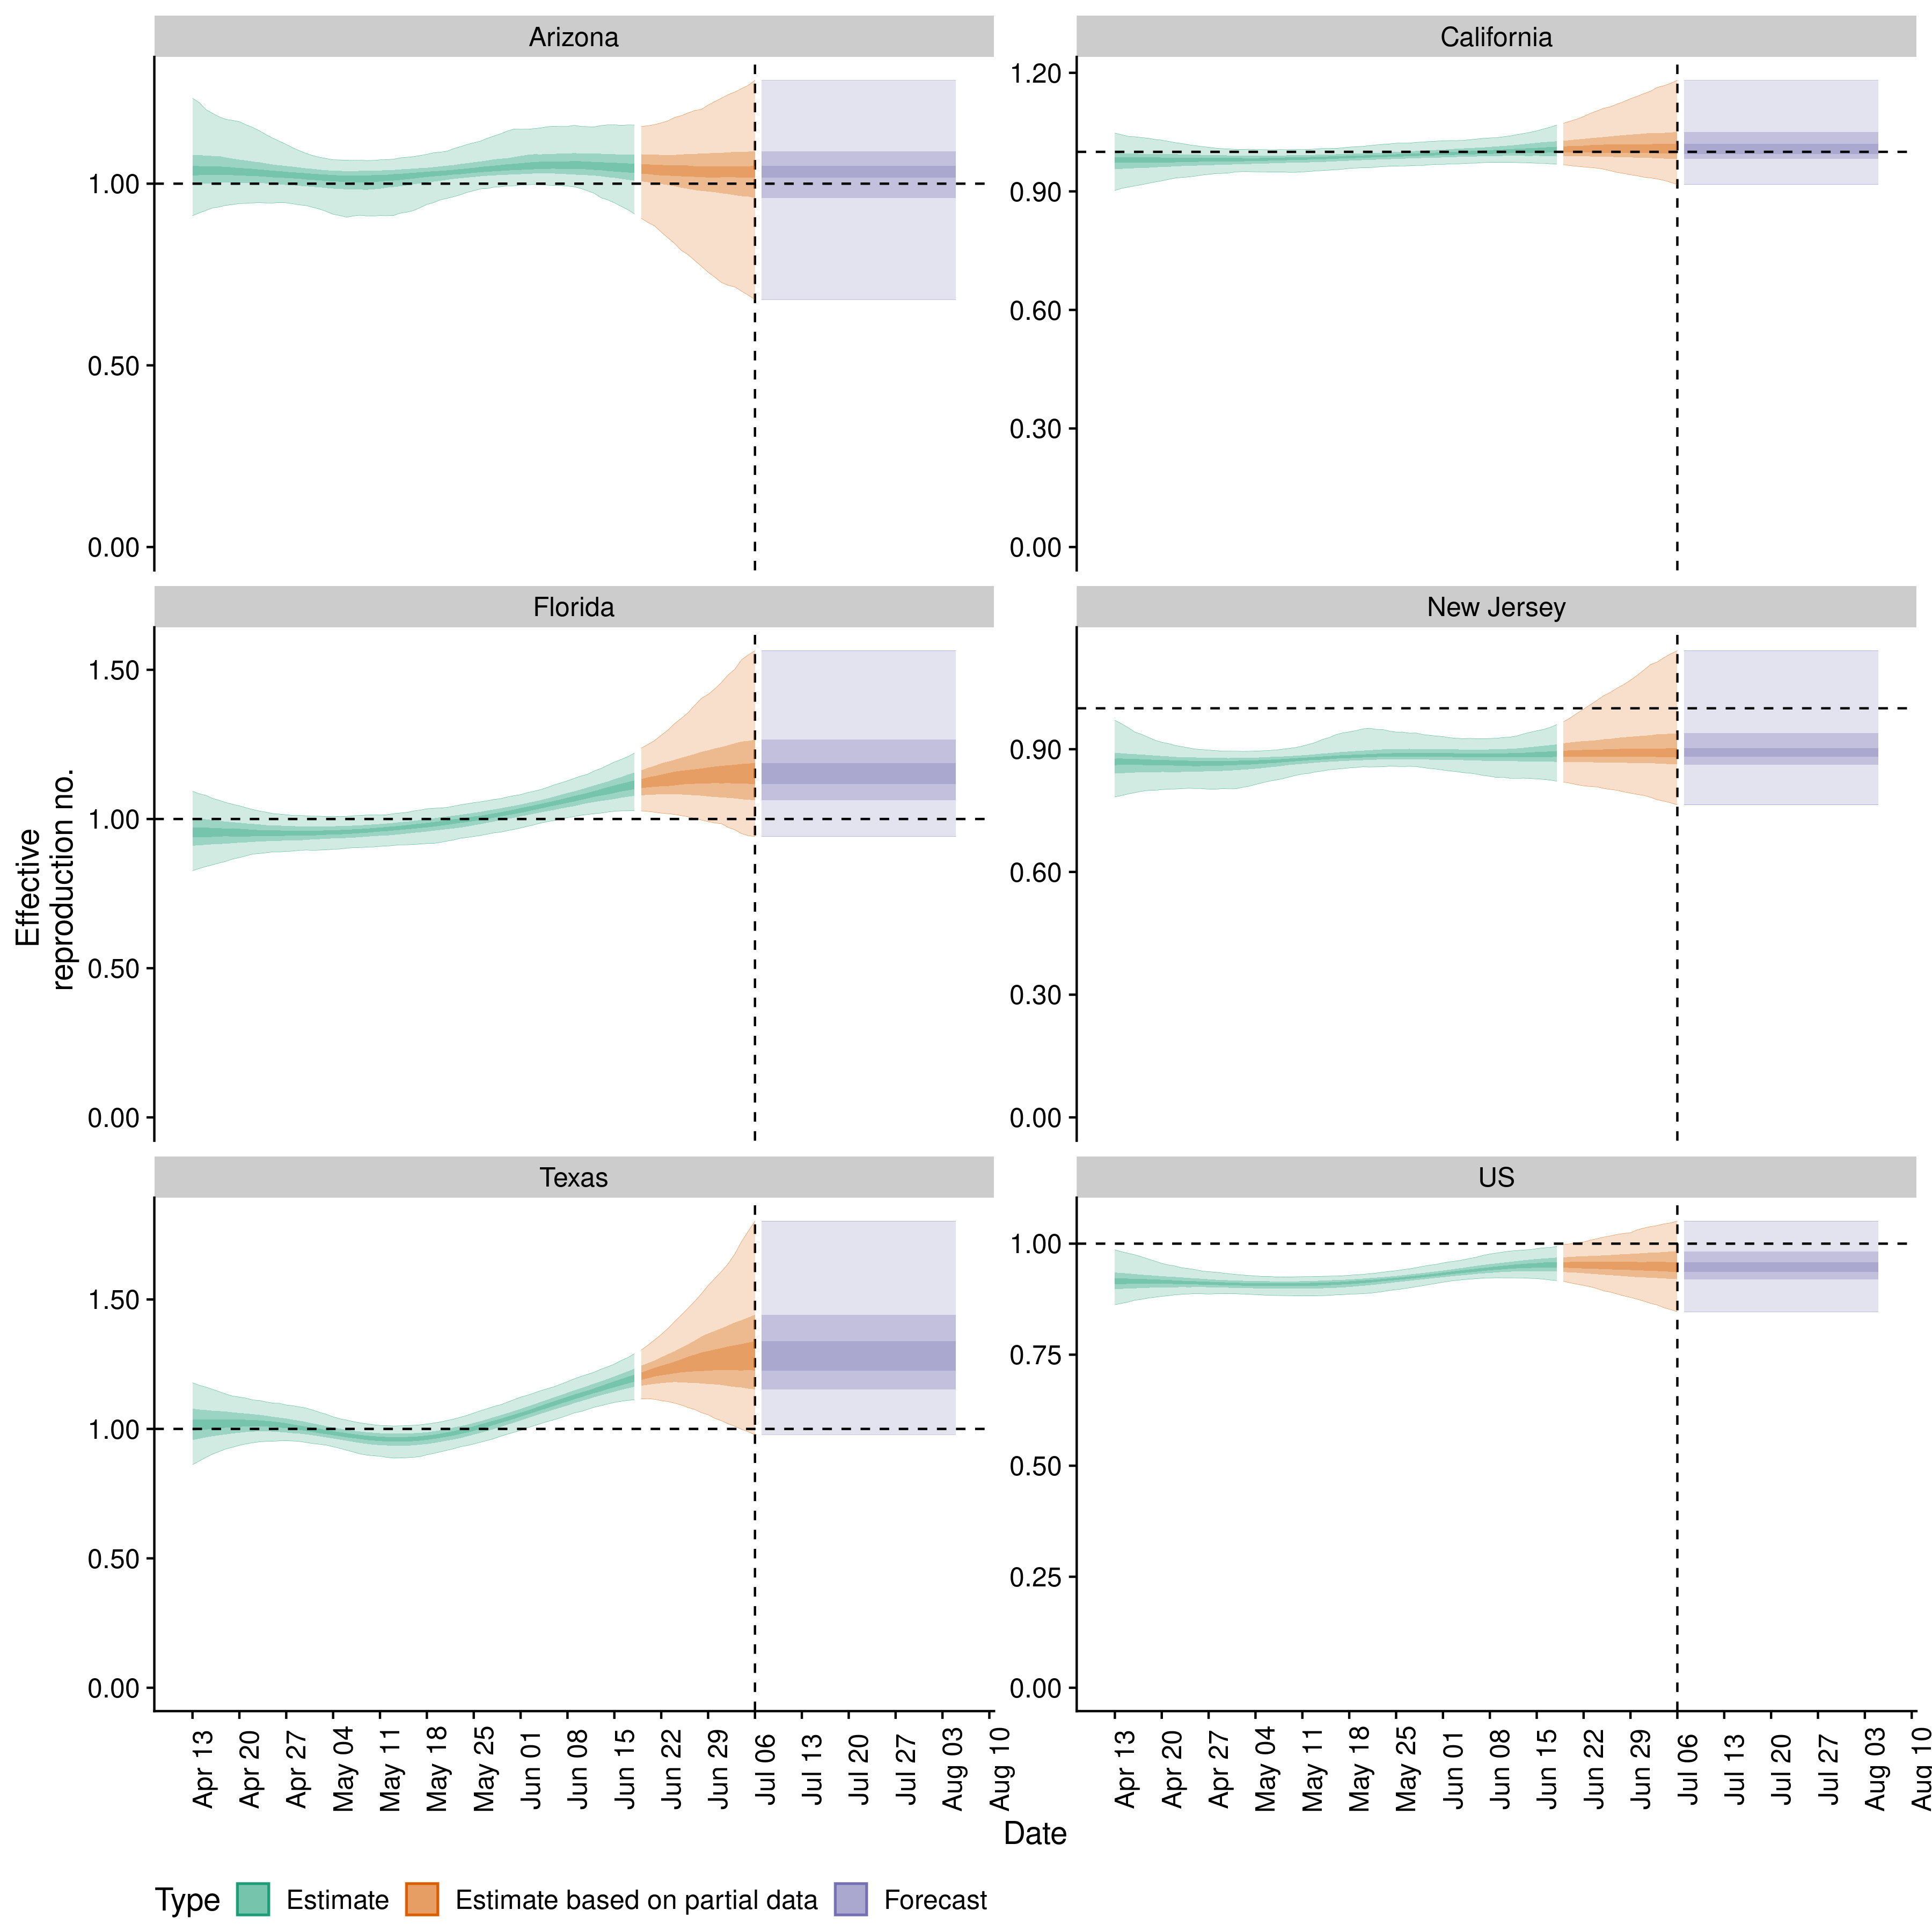 Arizona
California
1.00
0.50
0.00
1.20
0.90
0.60
0.30
0.00
Florida
New Jersey
1.50
1.00
0.50
0.00
0.90
0.60
0.30
0.00
Effective
reproduction no.
Texas
US
1.50
1.00
0.50
0.00
1.00
0.75
0.50
0.25
0.00
Apr 13
Apr 20
Apr 27
May 04
May 11
May 18
May 25
Jun 01
Jun 08
Jun 15
Jun 22
Jun 29
Jul 06
Jul 13
Jul 20
Jul 27
Aug 03
Aug 10
Apr 13
Apr 20
Apr 27
May 04
May 11
May 18
May 25
Jun 01
Jun 08
Jun 15
Jun 22
Jun 29
Jul 06
Jul 13
Jul 20
Jul 27
Aug 03
Aug 10
Date
Type Estimate Estimate based on partial data Forecast